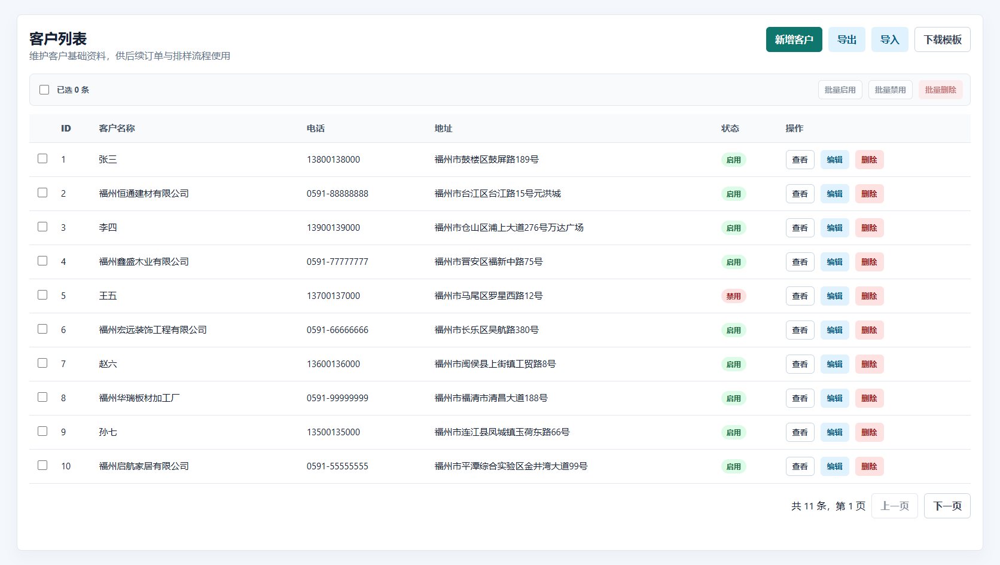 客户列表
维护客户基础资料，供后续订单与排样流程使用
新增客户 导出 导入 下载模板
已选 0 条 批量启用 批量禁用 批量删除
ID 客户名称 电话 地址 状态 操作
1 张三 13800138000 福州市鼓楼区鼓屏路189号 启用 查看 编辑 删除
2 福州恒通建材有限公司 0591-88888888 福州市台江区台江路15号元洪城 启用 查看 编辑 删除
3 李四 13900139000 福州市仓山区浦上大道276号万达广场 启用 查看 编辑 删除
4 福州鑫盛木业有限公司 0591-77777777 福州市晋安区福新中路75号 启用 查看 编辑 删除
5 王五 13700137000 福州市马尾区罗星西路12号 禁用 查看 编辑 删除
6 福州宏远装饰工程有限公司 0591-66666666 福州市长乐区吴航路380号 启用 查看 编辑 删除
7 赵六 13600136000 福州市闽侯县上街镇工贸路8号 启用 查看 编辑 删除
8 福州华瑞板材加工厂 0591-99999999 福州市福清市清昌大道188号 启用 查看 编辑 删除
9 孙七 13500135000 福州市连江县凤城镇玉荷东路66号 启用 查看 编辑 删除
10 福州启航家居有限公司 0591-55555555 福州市平潭综合实验区金井湾大道99号 启用 查看 编辑 删除
共 11 条，第 1 页 上一页 下一页